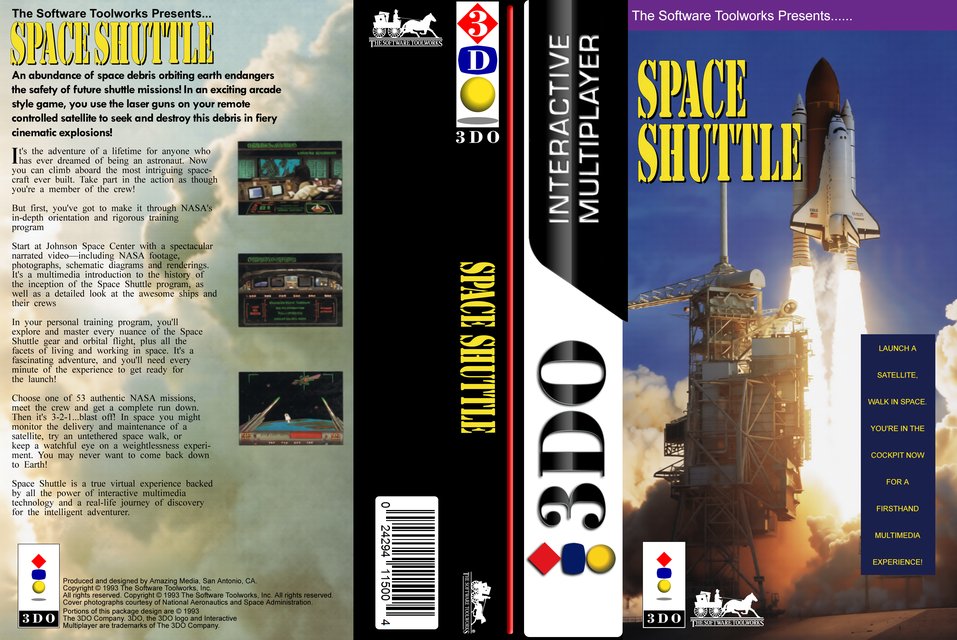 The Software Toolworks Presents...
SPACE SHUTTLE
An abundance of space debris orbiting earth endangers
the safety of future shuttle missions! In an exciting arcade
style game, you use the laser guns on your remote
controlled satellite to seek and destroy this debris in fiery
cinematic explosions!
It's the adventure of a lifetime for anyone who
has ever dreamed of being an astronaut. Now
you can climb aboard the most intriguing space-
craft ever built. Take part in the action as though
you're a member of the crew!
But first, you've got to make it through NASA's
in-depth orientation and rigorous training
program
Start at Johnson Space Center with a spectacular
narrated video—including NASA footage,
photographs, schematic diagrams and renderings.
It's a multimedia introduction to the history of
the inception of the Space Shuttle program, as
well as a detailed look at the awesome ships and
their crews
In your personal training program, you'll
explore and master every nuance of the Space
Shuttle gear and orbital flight, plus all the
facets of living and working in space. It's a
fascinating adventure, and you'll need every
minute of the experience to get ready for
the launch!
Choose one of 53 authentic NASA missions,
meet the crew and get a complete run down.
Then it's 3-2-1...blast off! In space you might
monitor the delivery and maintenance of a
satellite, try an untethered space walk, or
keep a watchful eye on a weightlessness experi-
ment. You may never want to come back down
to Earth!
Space Shuttle is a true virtual experience backed
by all the power of interactive multimedia
technology and a real-life journey of discovery
for the intelligent adventurer.
3DO
Produced and designed by Amazing Media, San Antonio, CA.
Copyright © 1993 The Software Toolworks, Inc.
All rights reserved. Copyright © 1993 The Software Toolworks, Inc. All rights reserved.
Cover photographs courtesy of National Aeronautics and Space Administration.
Portions of this package design are © 1993
The 3DO Company. 3DO, the 3DO logo and Interactive
Multiplayer are trademarks of The 3DO Company.
THE SOFTWARE TOOLWORKS
3
D
3DO
SPACE SHUTTLE
0 24294 11500 4
THE SOFTWARE TOOLWORKS
INTERACTIVE
MULTIPLAYER
3DO
The Software Toolworks Presents......
SPACE
SHUTTLE
LAUNCH A
SATELLITE,
WALK IN SPACE.
YOU'RE IN THE
COCKPIT NOW
FOR A
FIRSTHAND
MULTIMEDIA
EXPERIENCE!
3DO
THE SOFTWARE TOOLWORKS